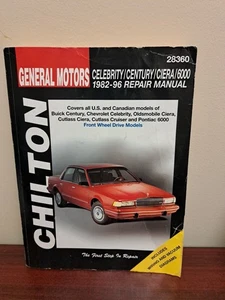 28360
GENERAL MOTORS
CELEBRITY/CENTURY/CIERA/6000
1982-96 REPAIR MANUAL
Covers all U.S. and Canadian models of
Buick Century, Chevrolet Celebrity, Oldsmobile Ciera,
Cutlass Ciera, Cutlass Cruiser and Pontiac 6000
Front Wheel Drive Models
CHILTON
The First Step In Repair
INCLUDES
WIRING AND VACUUM
DIAGRAMS